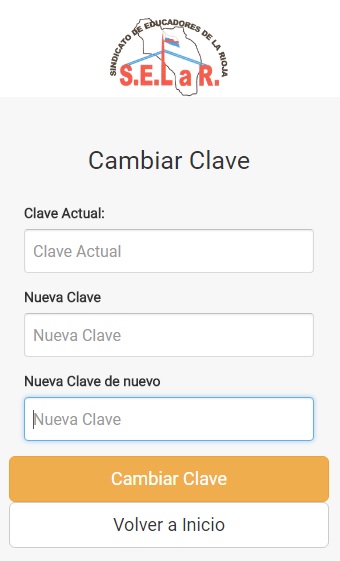 SINDICATO DE EDUCADORES DE LA RIOJA
S.E.L a R.
Cambiar Clave
Clave Actual:
Clave Actual
Nueva Clave
Nueva Clave
Nueva Clave de nuevo
Nueva Clave
Cambiar Clave
Volver a Inicio